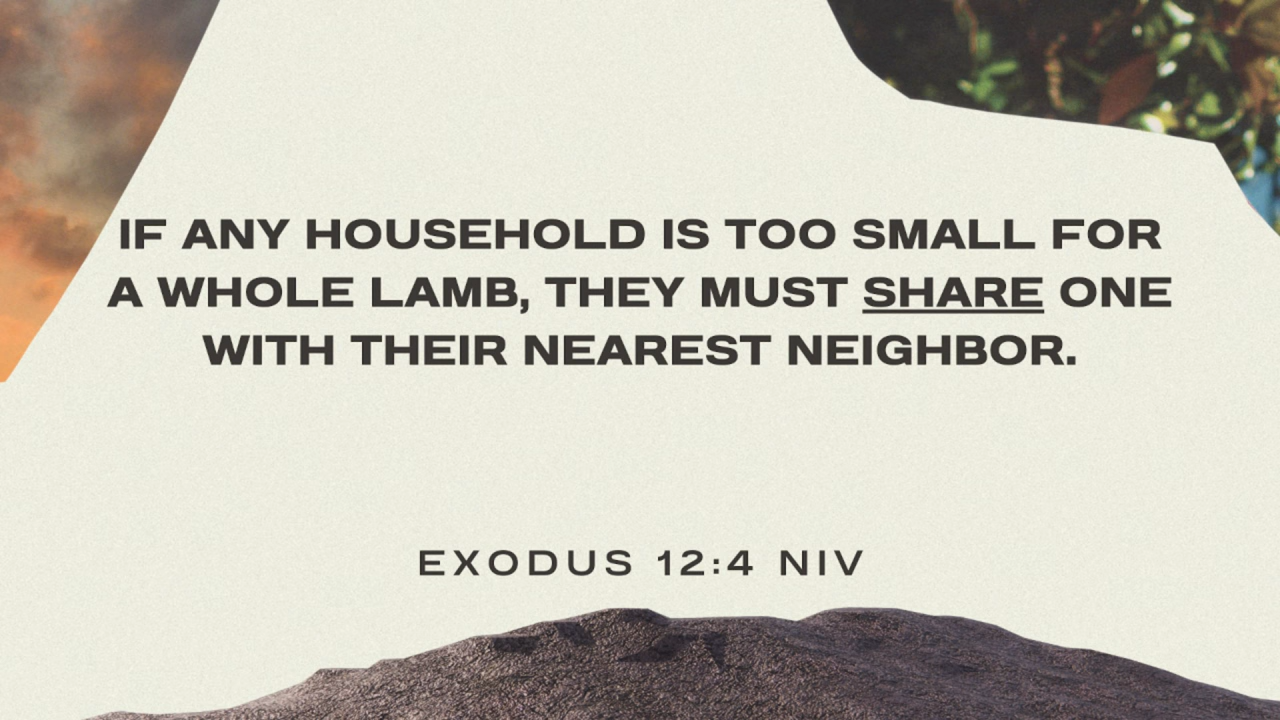 IF ANY HOUSEHOLD IS TOO SMALL FOR
A WHOLE LAMB, THEY MUST SHARE ONE
WITH THEIR NEAREST NEIGHBOR.
EXODUS 12:4 NIV